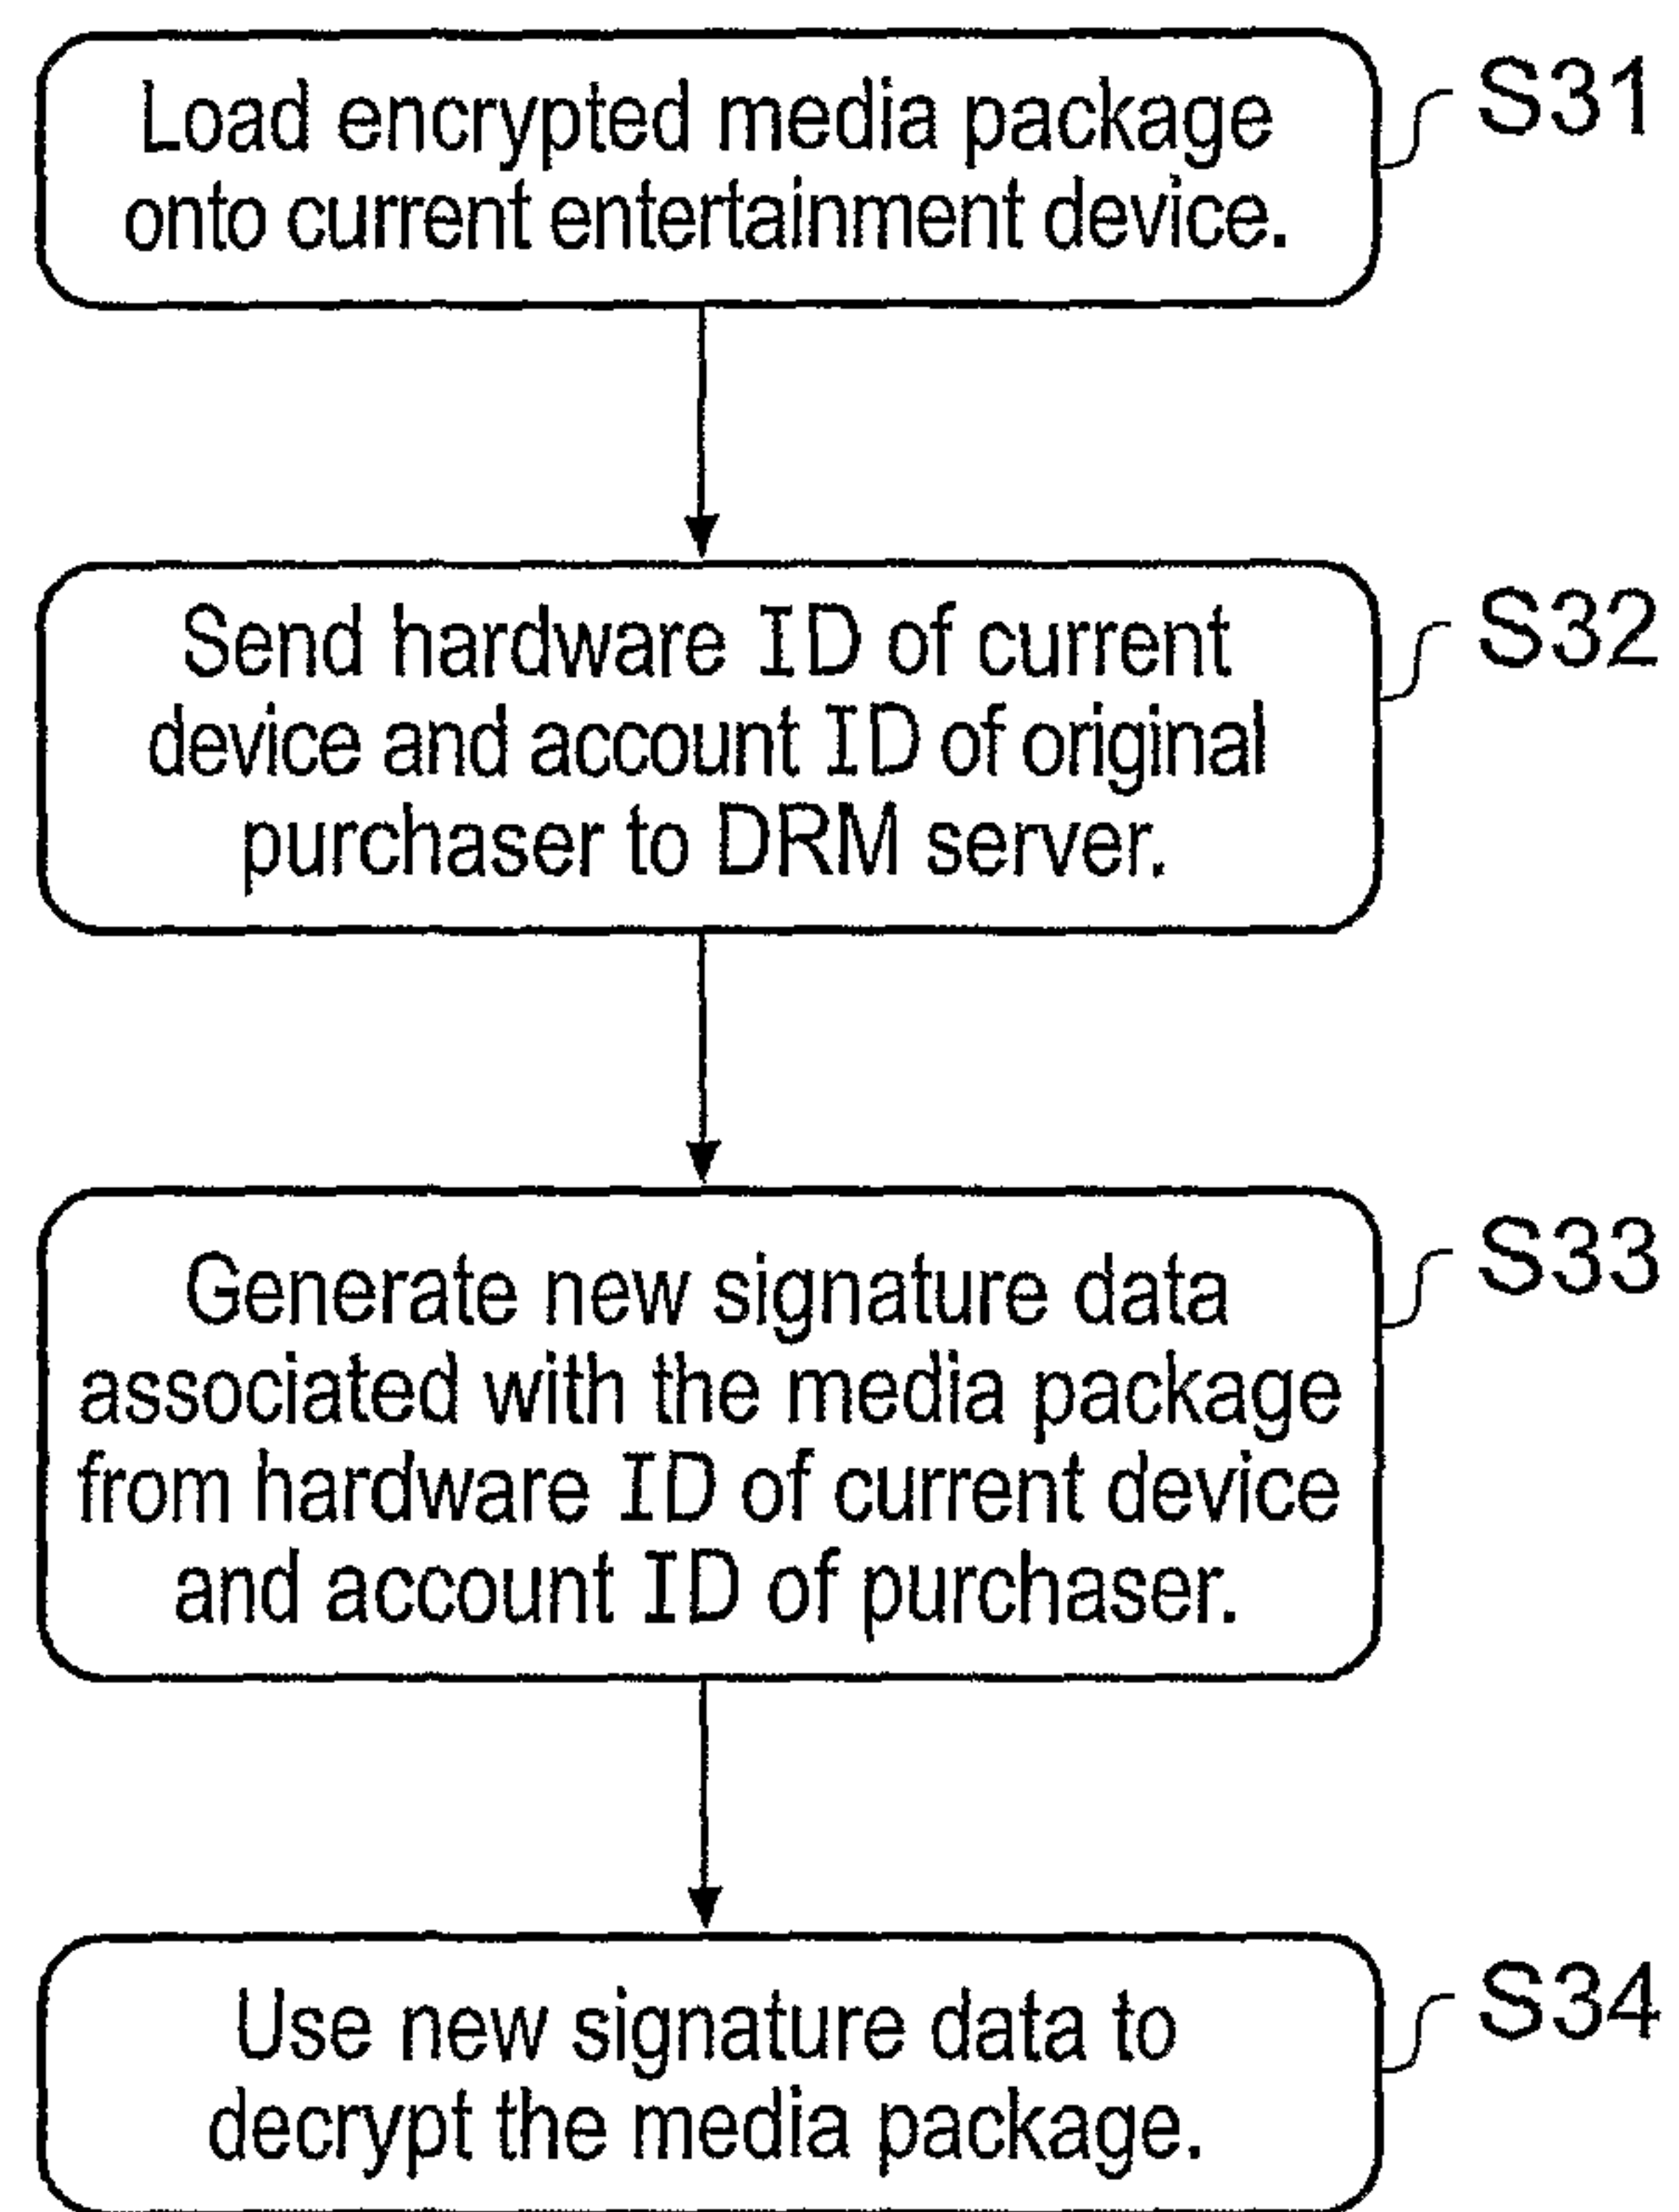 Load encrypted media package
onto current entertainment device.
S31
Send hardware ID of current
device and account ID of original
purchaser to DRM server.
S32
Generate new signature data
associated with the media package
from hardware ID of current device
and account ID of purchaser.
S33
Use new signature data to
decrypt the media package.
S34